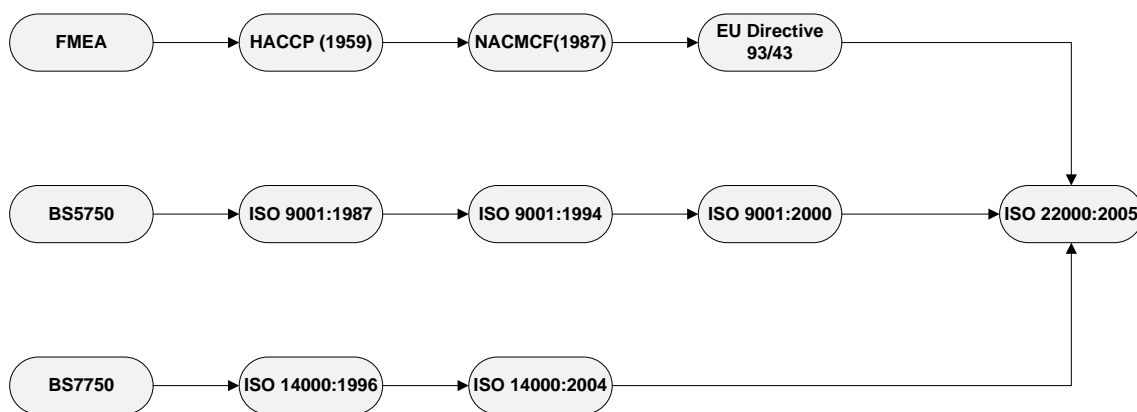 FMEA
HACCP (1959)
NACMCF(1987)
EU Directive
93/43
BS5750
ISO 9001:1987
ISO 9001:1994
ISO 9001:2000
ISO 22000:2005
BS7750
ISO 14000:1996
ISO 14000:2004